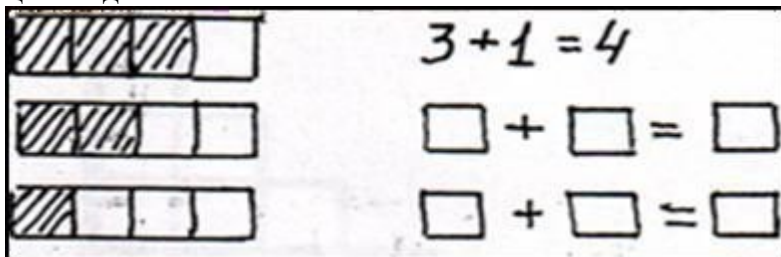 3+1=4
□ + □ = □
□ + □ = □